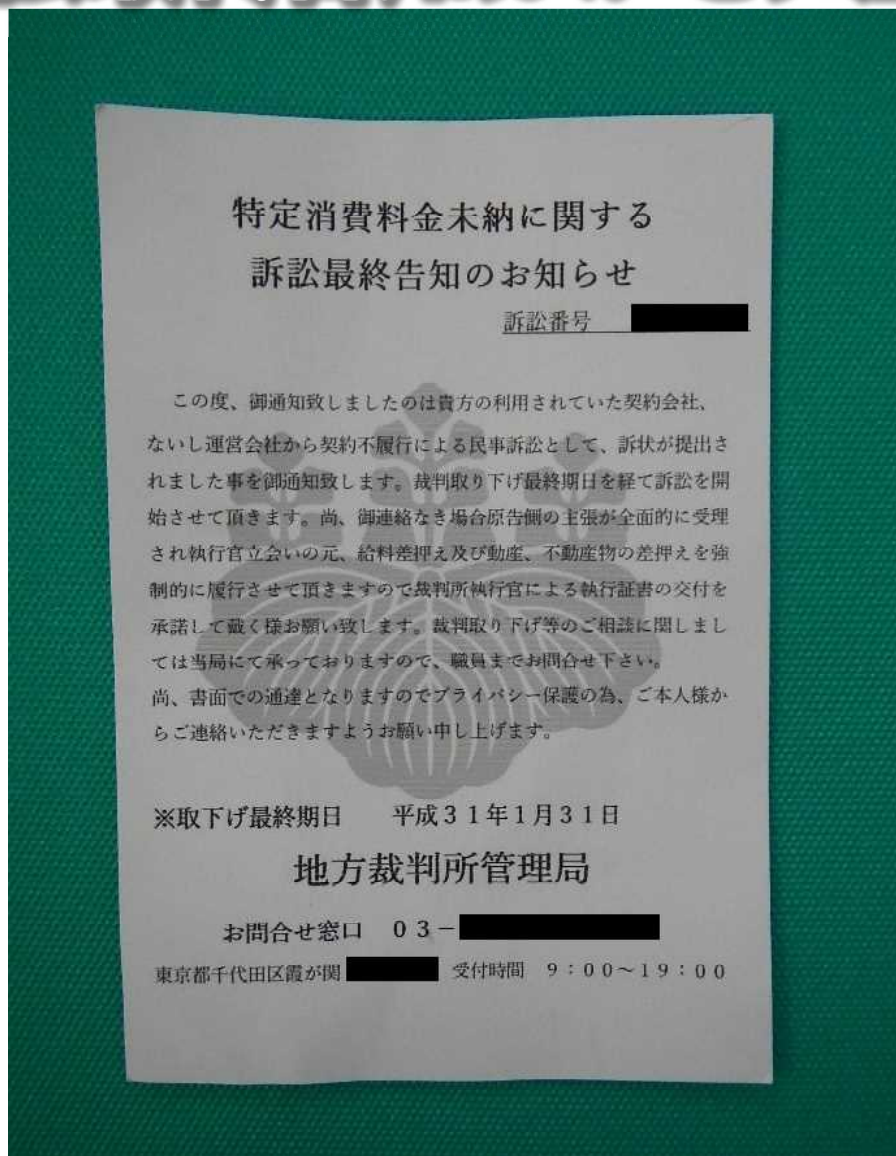 特定消費料金未納に関する
訴訟最終告知のお知らせ
訴訟番号
この度、御通知致しましたのは貴方の利用されていた契約会社、
ないし運営会社から契約不履行による民事訴訟として、訴状が提出さ
れました事を御通知致します。裁判取り下げ最終期日を経て訴訟を開
始させて頂きます。尚、御連絡なき場合原告側の主張が全面的に受理
され執行官立会いの元、給料差押え及び動産、不動産物の差押えを強
制的に履行させて頂きますので裁判所執行官による執行証書の交付を
承諾して戴く様お願い致します。裁判取り下げ等のご相談に関しまし
ては当局にて承っておりますので、職員までお問合せ下さい。
尚、書面での通達となりますのでプライバシー保護の為、ご本人様か
らご連絡いただきますようお願い申し上げます。
※取下げ最終期日 平成３１年１月３１日
地方裁判所管理局
お問合せ窓口 ０３－
東京都千代田区霞が関 受付時間 ９：００～１９：００